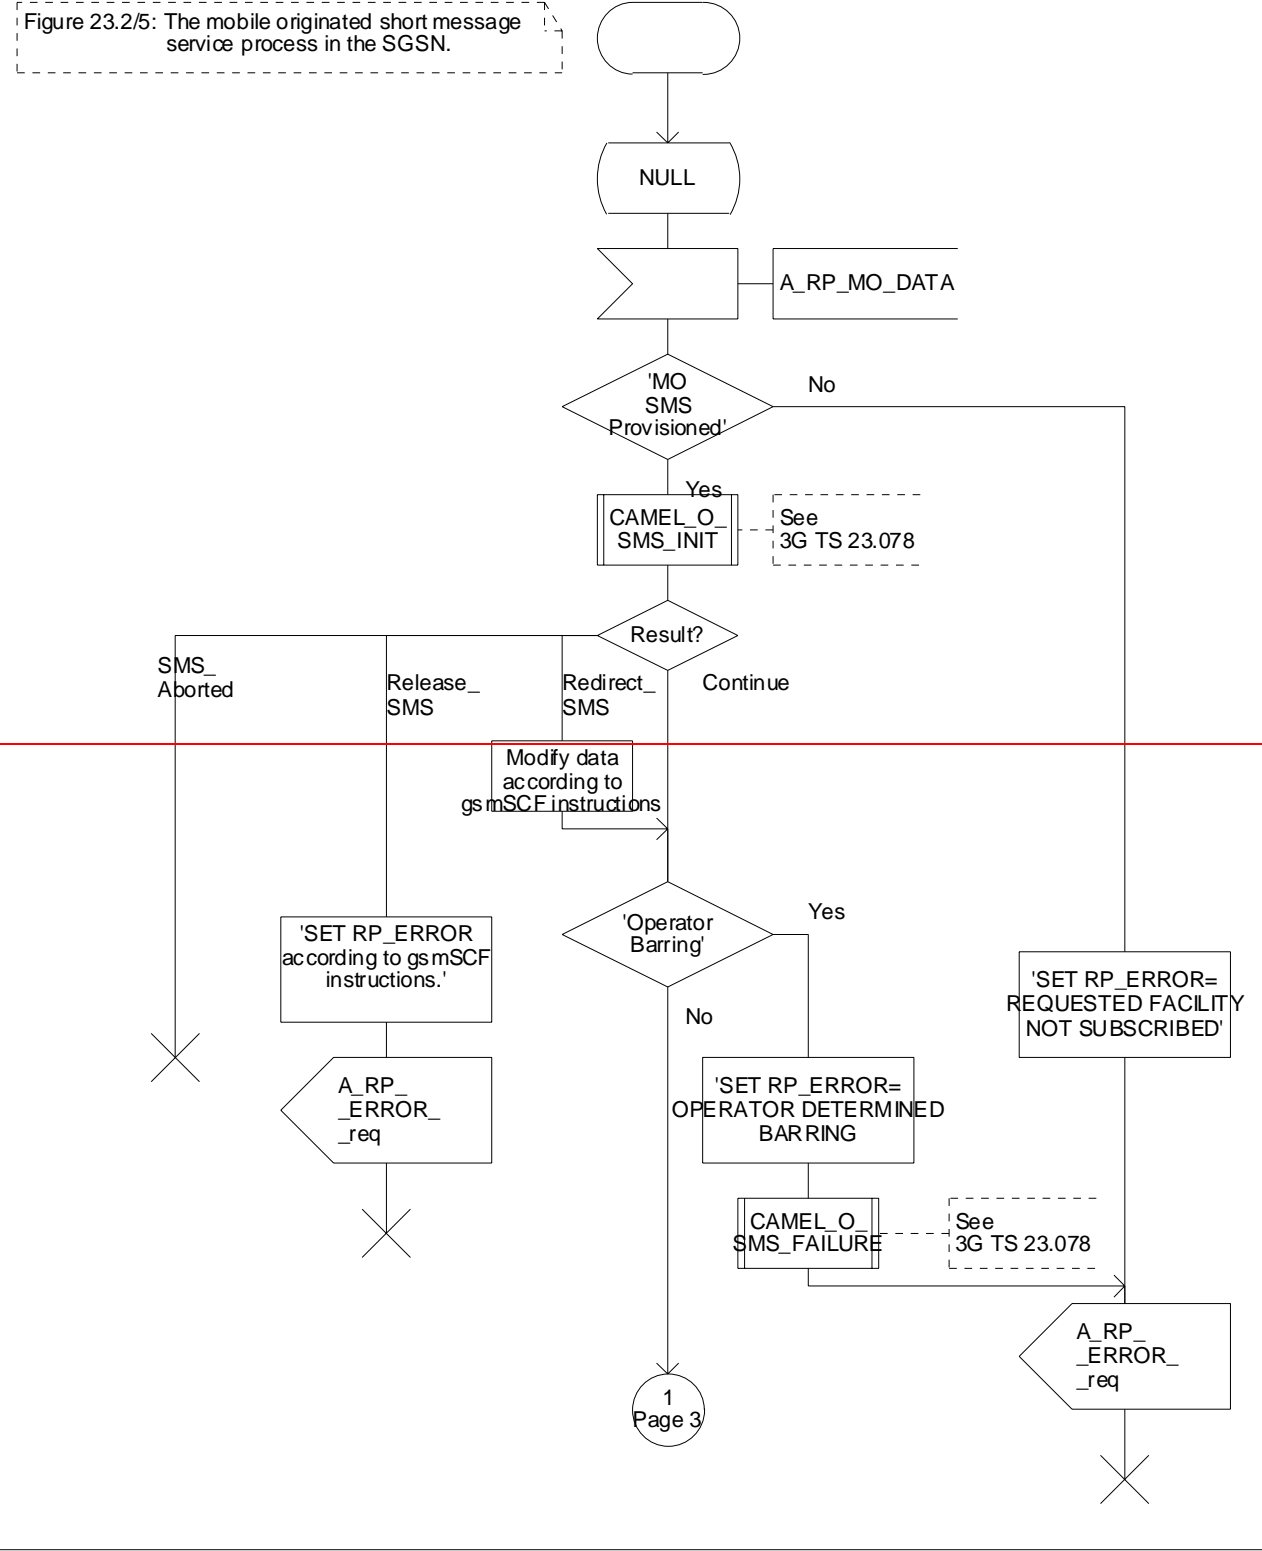 Figure 23.2/5: The mobile originated short message
service process in the SGSN.
NULL
A_RP_MO_DATA
'MO
SMS
Provisioned'
No
Yes
CAMEL_O_
SMS_INIT
See
3G TS 23.078
Result?
SMS_
Aborted
Release_
SMS
Redirect_
SMS
Continue
Modify data
according to
gsmSCF instructions
'Operator
Barring'
Yes
No
'SET RP_ERROR
according to gsmSCF
instructions.'
'SET RP_ERROR=
REQUESTED FACILITY
NOT SUBSCRIBED'
A_RP_
_ERROR_
_req
'SET RP_ERROR=
OPERATOR DETERMINED
BARRING
CAMEL_O_
SMS_FAILURE
See
3G TS 23.078
A_RP_
_ERROR_
_req
1
Page 3